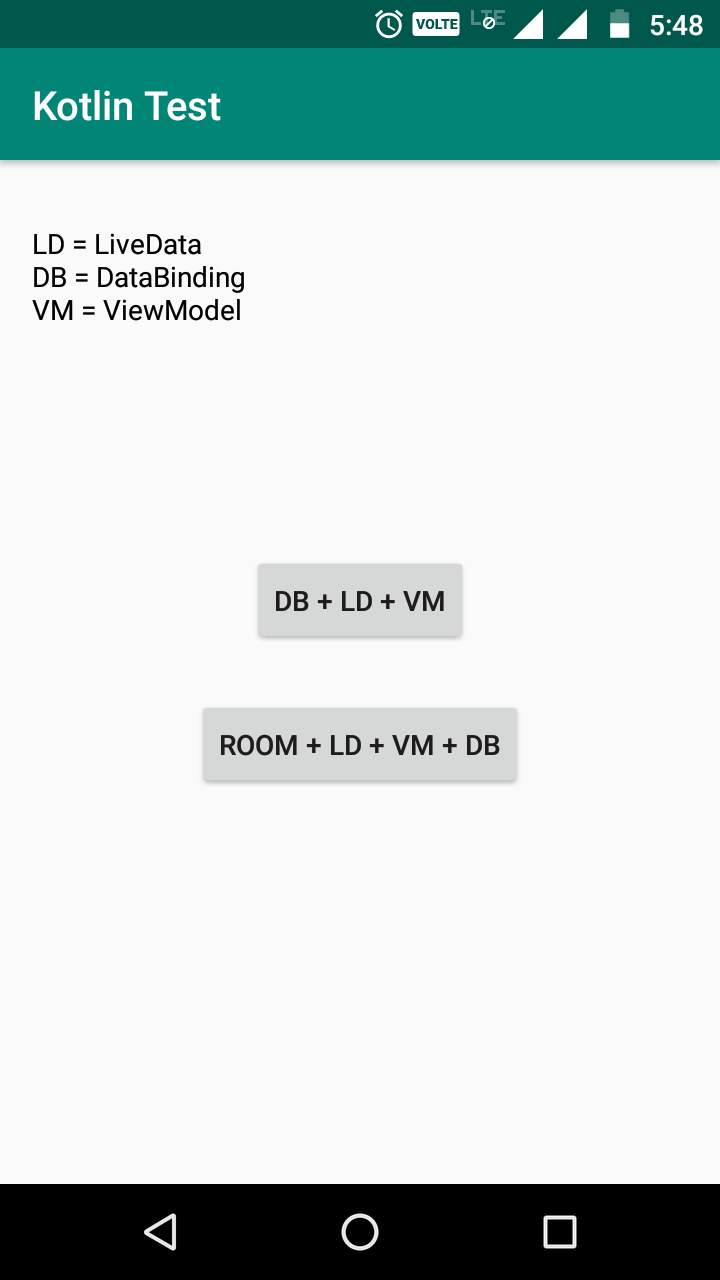 VOLTE LTE 5:48
Kotlin Test
LD = LiveData
DB = DataBinding
VM = ViewModel
DB + LD + VM
ROOM + LD + VM + DB